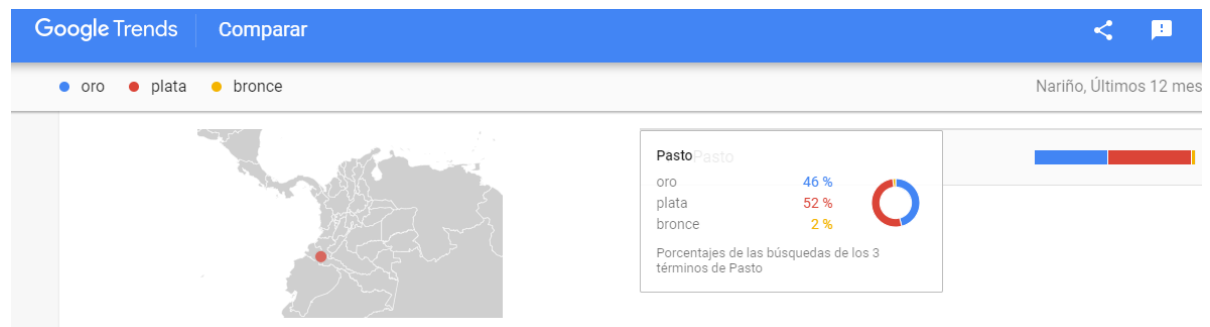 Google Trends Comparar
oro plata bronce Nariño, Últimos 12 mes
Pasto Pasto
oro 46 %
plata 52 %
bronce 2 %
Porcentajes de las búsquedas de los 3
términos de Pasto